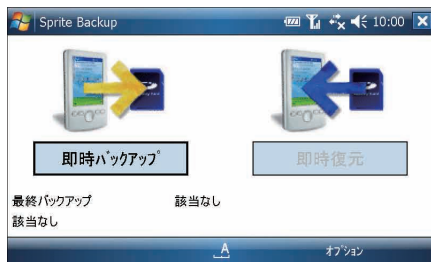 Sprite Backup 10:00
即時ﾊﾞｯｸｱｯﾌﾟ 即時復元
最終バックアップ 該当なし
該当なし
A オプション